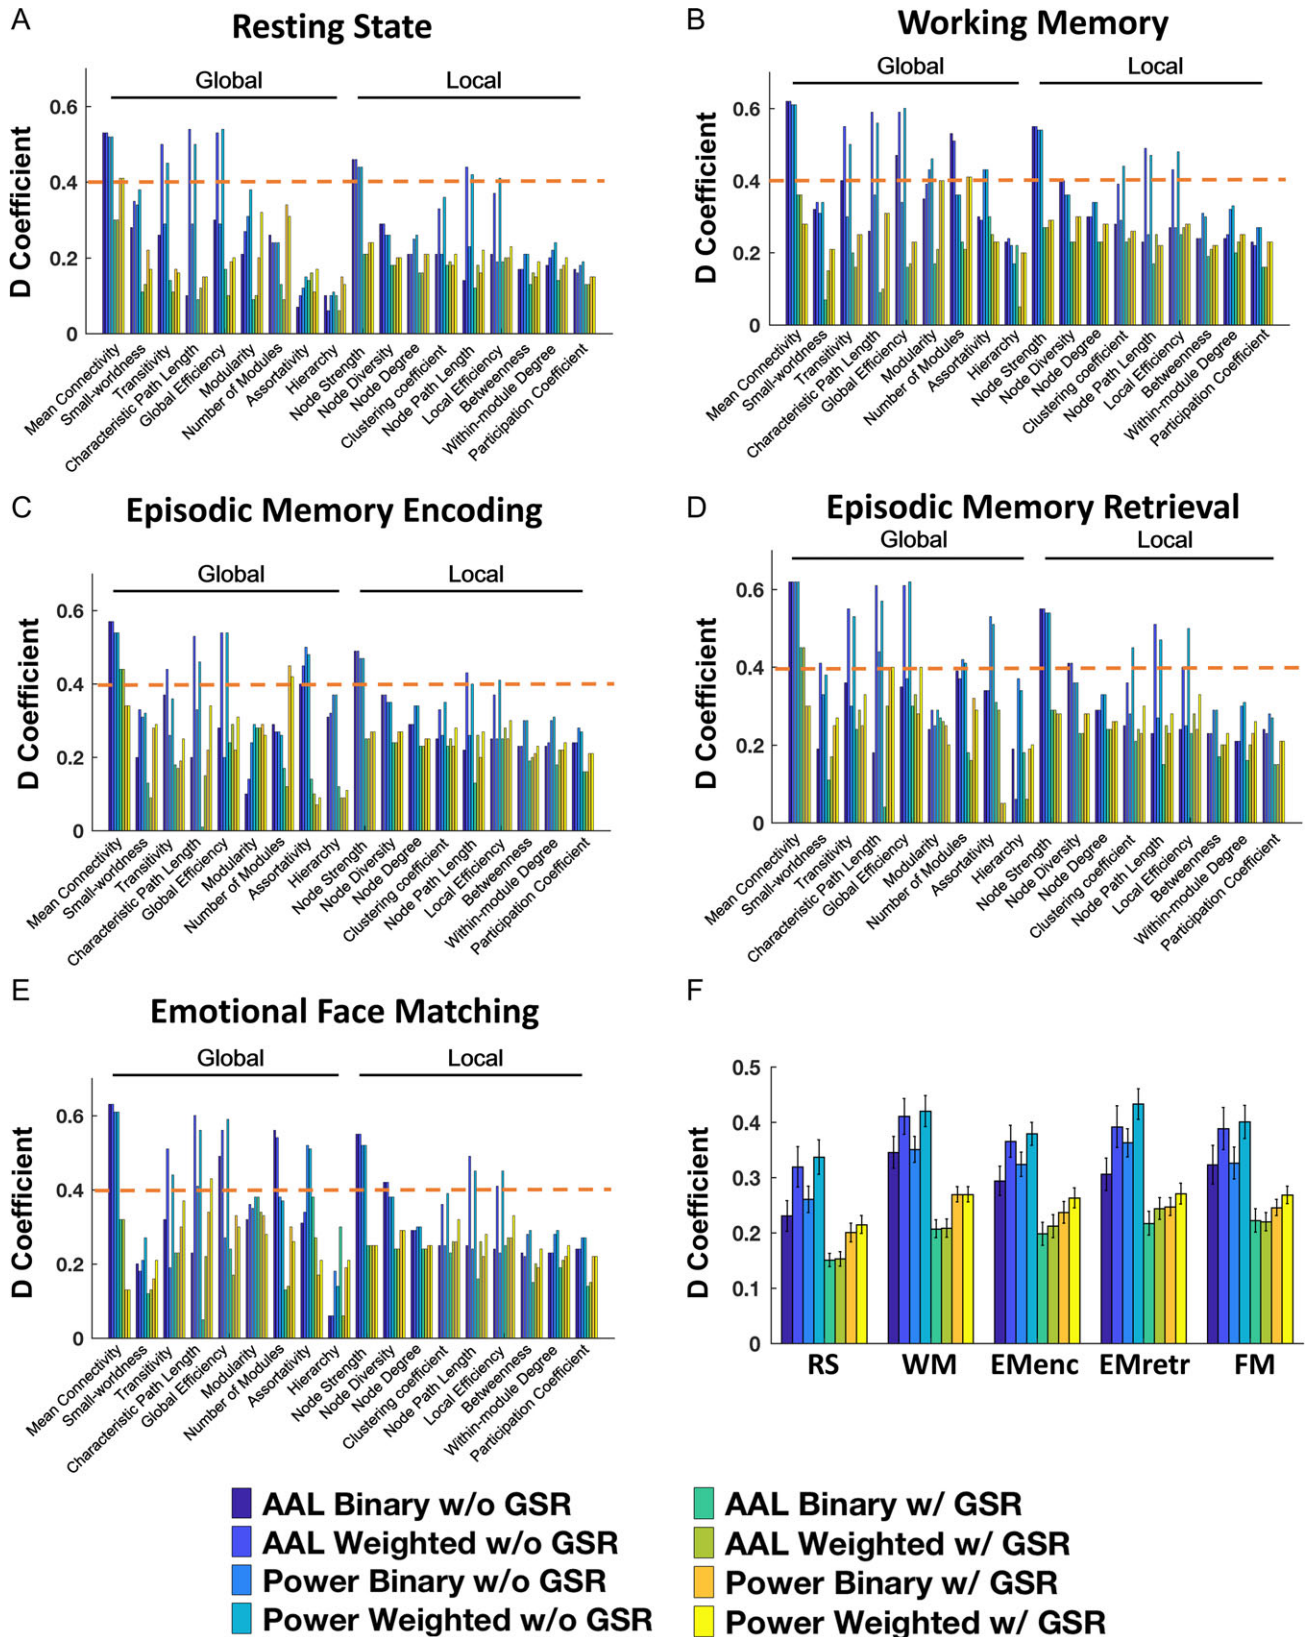 A
Resting State
Global
Local
D Coefficient
0.6
0.4
0.2
0
Mean Connectivity
Small-worldness
Transitivity
Characteristic Path Length
Global Efficiency
Modularity
Number of Modules
Assortativity
Hierarchy
Node Strength
Node Diversity
Node Degree
Clustering coefficient
Node Path Length
Local Efficiency
Betweenness
Within-module Degree
Participation Coefficient
B
Working Memory
Global
Local
D Coefficient
0.6
0.4
0.2
0
Mean Connectivity
Small-worldness
Transitivity
Characteristic Path Length
Global Efficiency
Modularity
Number of Modules
Assortativity
Hierarchy
Node Strength
Node Diversity
Node Degree
Clustering coefficient
Node Path Length
Local Efficiency
Betweenness
Within-module Degree
Participation Coefficient
C
Episodic Memory Encoding
Global
Local
D Coefficient
0.6
0.4
0.2
0
Mean Connectivity
Small-worldness
Transitivity
Characteristic Path Length
Global Efficiency
Modularity
Number of Modules
Assortativity
Hierarchy
Node Strength
Node Diversity
Node Degree
Clustering coefficient
Node Path Length
Local Efficiency
Betweenness
Within-module Degree
Participation Coefficient
D
Episodic Memory Retrieval
Global
Local
D Coefficient
0.6
0.4
0.2
0
Mean Connectivity
Small-worldness
Transitivity
Characteristic Path Length
Global Efficiency
Modularity
Number of Modules
Assortativity
Hierarchy
Node Strength
Node Diversity
Node Degree
Clustering coefficient
Node Path Length
Local Efficiency
Betweenness
Within-module Degree
Participation Coefficient
E
Emotional Face Matching
Global
Local
D Coefficient
0.6
0.4
0.2
0
Mean Connectivity
Small-worldness
Transitivity
Characteristic Path Length
Global Efficiency
Modularity
Number of Modules
Assortativity
Hierarchy
Node Strength
Node Diversity
Node Degree
Clustering coefficient
Node Path Length
Local Efficiency
Betweenness
Within-module Degree
Participation Coefficient
F
D Coefficient
0.5
0.4
0.3
0.2
0.1
0
RS
WM
EMenc
EMretr
FM
AAL Binary w/o GSR
AAL Weighted w/o GSR
Power Binary w/o GSR
Power Weighted w/o GSR
AAL Binary w/ GSR
AAL Weighted w/ GSR
Power Binary w/ GSR
Power Weighted w/ GSR